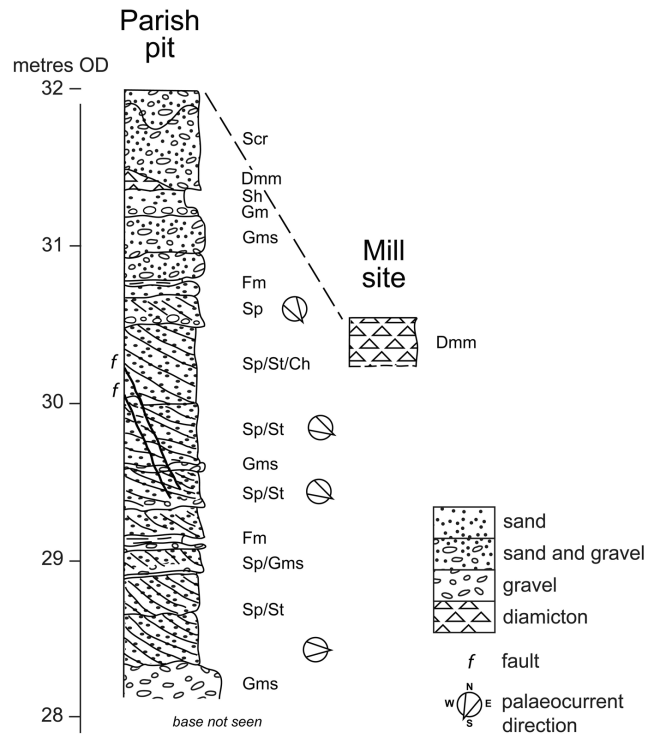 Parish
pit
metres OD
32
Scr
Dmm
Sh
Gm
31
Gms
Mill
site
Fm
Sp
Dmm
f
Sp/St/Ch
f
30
Sp/St
Gms
Sp/St
sand
Fm
sand and gravel
29
Sp/Gms
gravel
Sp/St
diamicton
f fault
N
W E
S
palaeocurrent
direction
Gms
28
base not seen